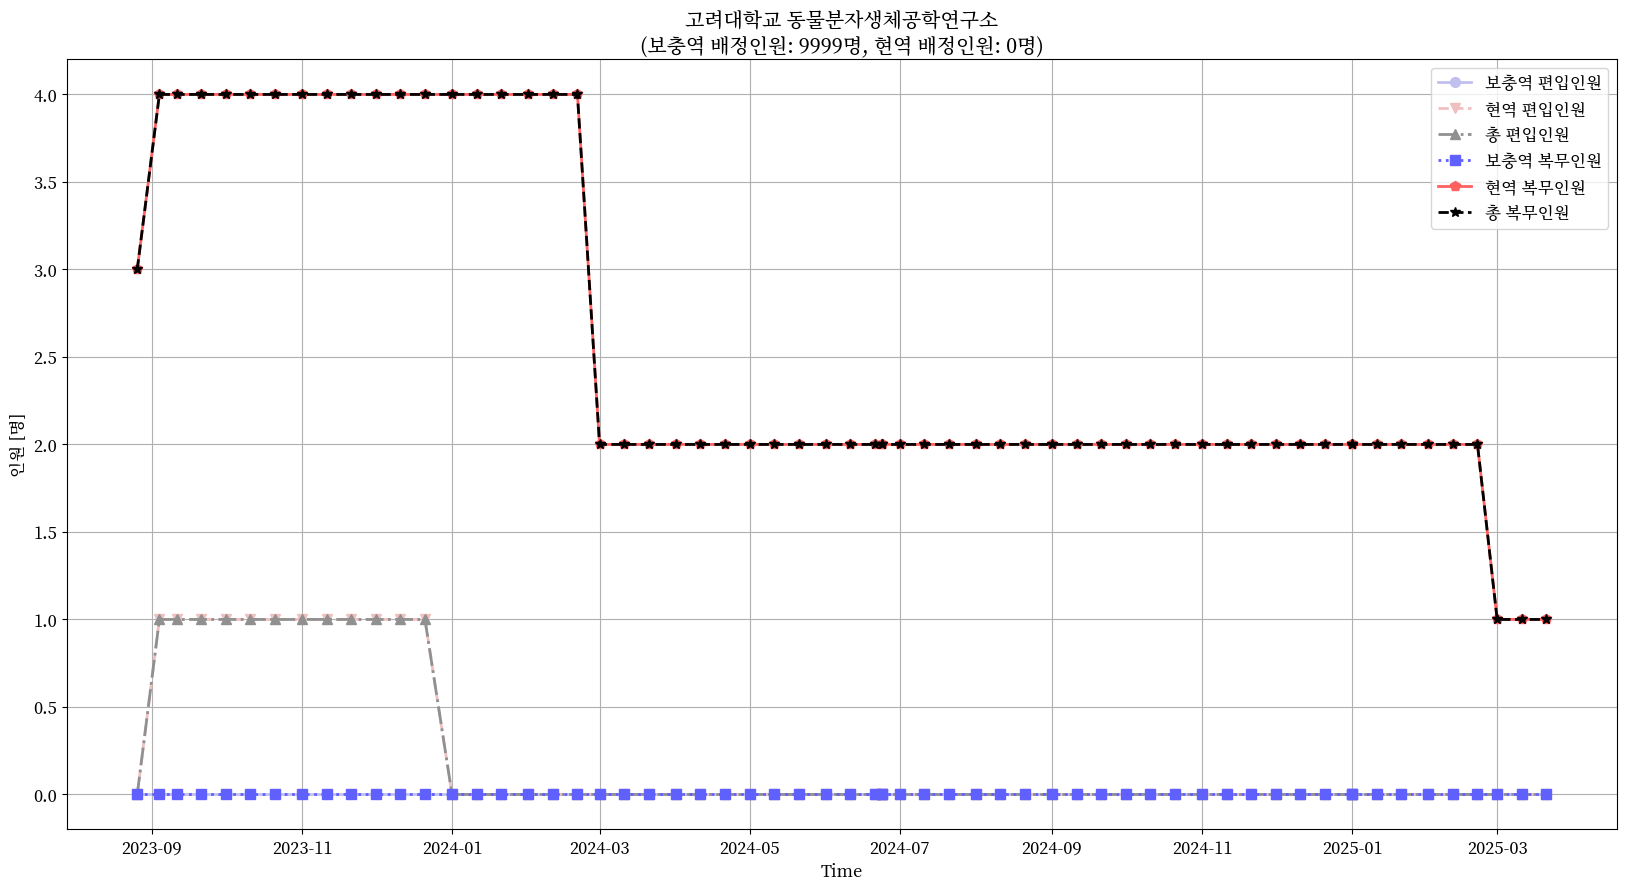 고려대학교 동물분자생체공학연구소
(보충역 배정인원: 9999명, 현역 배정인원: 0명)
보충역 편입인원
현역 편입인원
총 편입인원
보충역 복무인원
현역 복무인원
총 복무인원
4.0
3.5
3.0
2.5
2.0
1.5
1.0
0.5
0.0
인원 [명]
2023-09 2023-11 2024-01 2024-03 2024-05 2024-07 2024-09 2024-11 2025-01 2025-03
Time